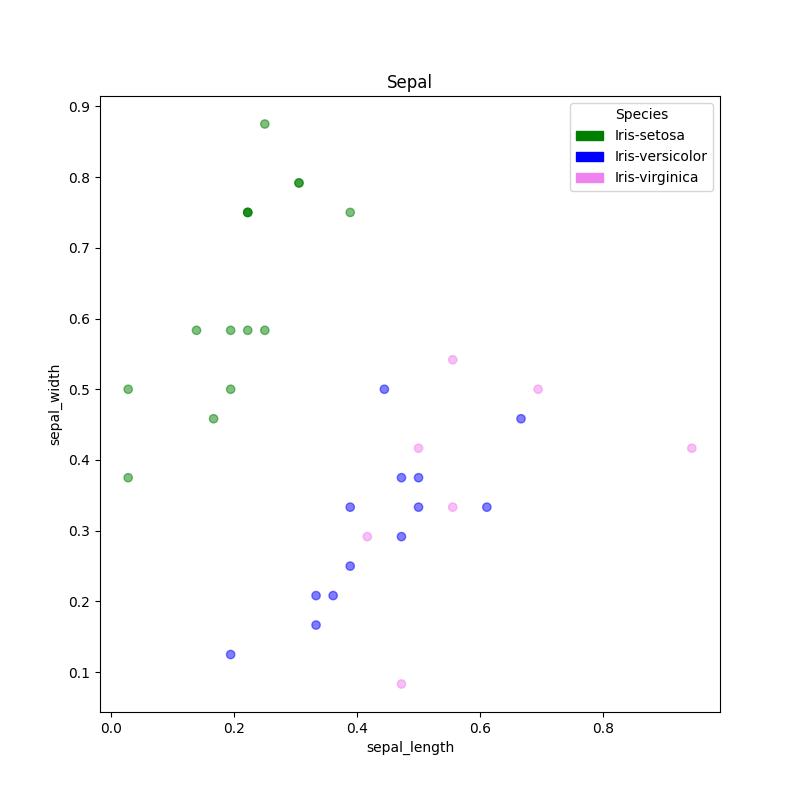 Sepal
Species
Iris-setosa
Iris-versicolor
Iris-virginica
0.9
0.8
0.7
0.6
0.5
0.4
0.3
0.2
0.1
sepal_width
0.0 0.2 0.4 0.6 0.8
sepal_length